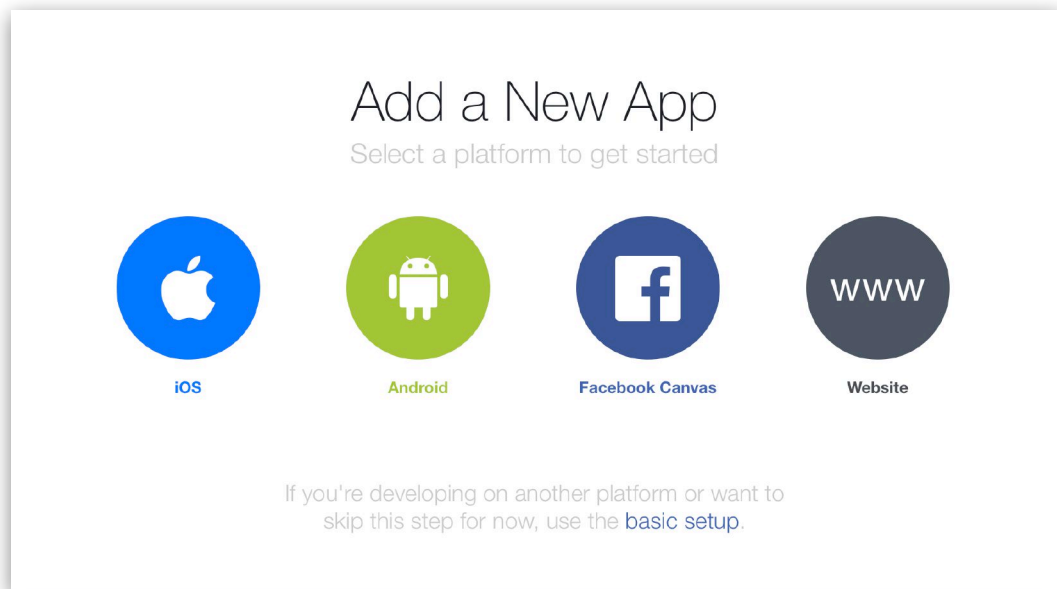 Add a New App
Select a platform to get started
www
iOS
Android
Facebook Canvas
Website
If you're developing on another platform or want to
skip this step for now, use the basic setup.